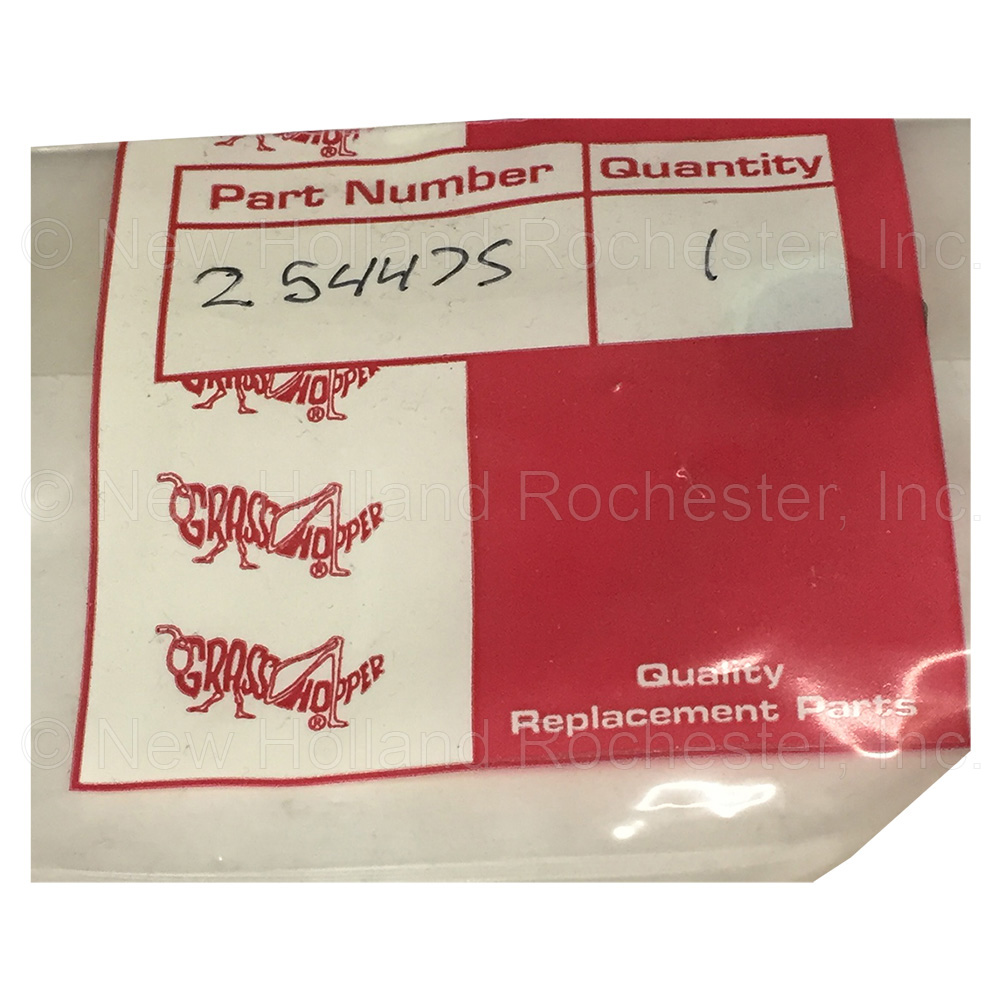 Part Number Quantity
254475 1
© New Holland Rochester, Inc.
GRASSHOPPER ®
© New Holland Rochester, Inc.
GRASSHOPPER ®
GRASSHOPPER ®
Quality
Replacement Parts
© New Holland Rochester, Inc.